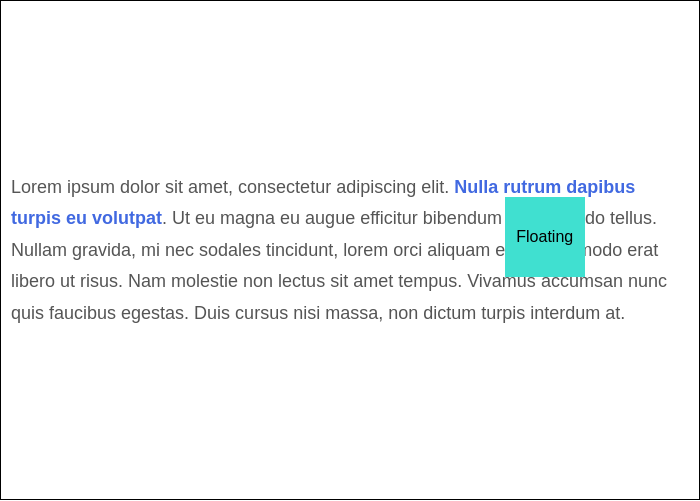 Lorem ipsum dolor sit amet, consectetur adipiscing elit. Nulla rutrum dapibus
turpis eu volutpat. Ut eu magna eu augue efficitur bibendum do tellus.
Floating
Nullam gravida, mi nec sodales tincidunt, lorem orci aliquam modo erat
libero ut risus. Nam molestie non lectus sit amet tempus. Vivamus accumsan nunc
quis faucibus egestas. Duis cursus nisi massa, non dictum turpis interdum at.